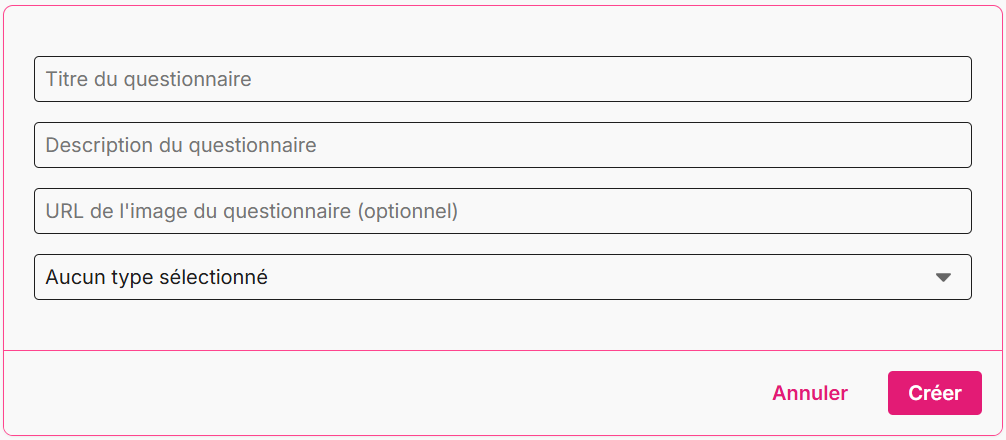 Titre du questionnaire
Description du questionnaire
URL de l'image du questionnaire (optionnel)
Aucun type sélectionné
Annuler Créer